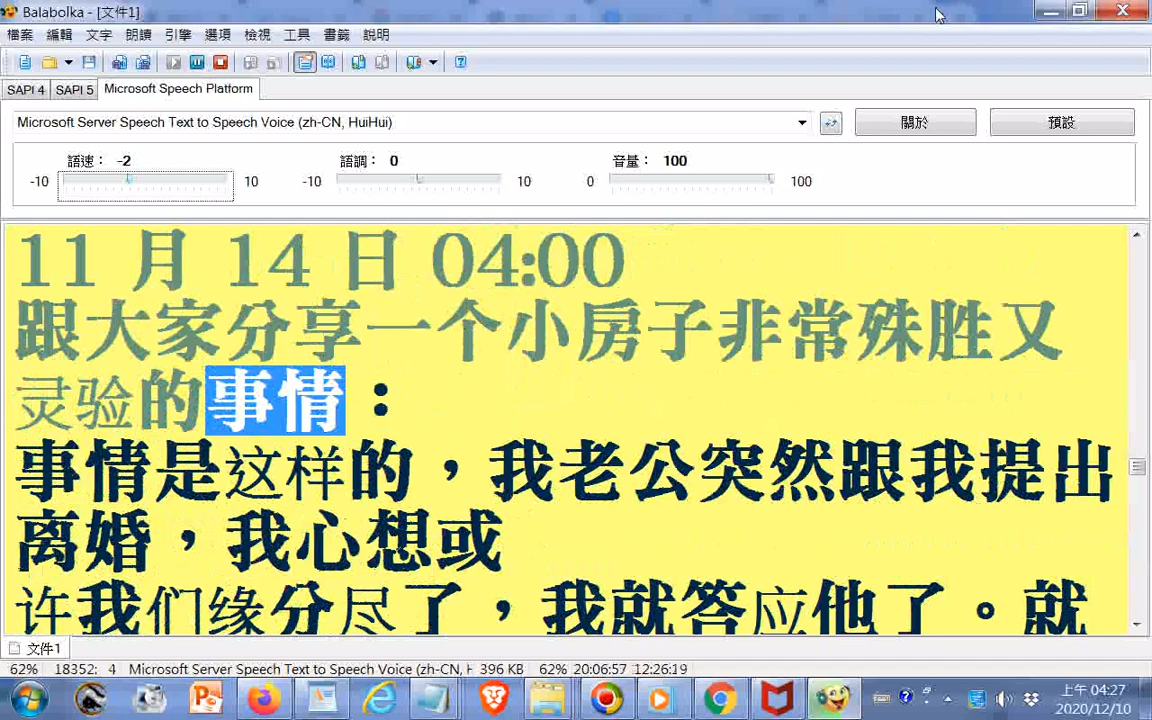 Balabolka - [文件1]
檔案 編輯 文字 朗讀 引擎 選項 檢視 工具 書籤 說明
SAPI 4 SAPI 5 Microsoft Speech Platform
Microsoft Server Speech Text to Speech Voice (zh-CN, HuiHui) 關於 預設
語速： -2 語調： 0 音量： 100
-10 10 -10 10 0 100
11 月 14 日 04:00
跟大家分享一个小房子非常殊胜又
灵验的事情：
事情是这样的，我老公突然跟我提出
离婚，我心想或
许我们缘分尽了，我就答应他了。就
文件1
62% 18352: 4 Microsoft Server Speech Text to Speech Voice (zh-CN, H 396 KB 62% 20:06:57 12:26:19
上午 04:27
2020/12/10